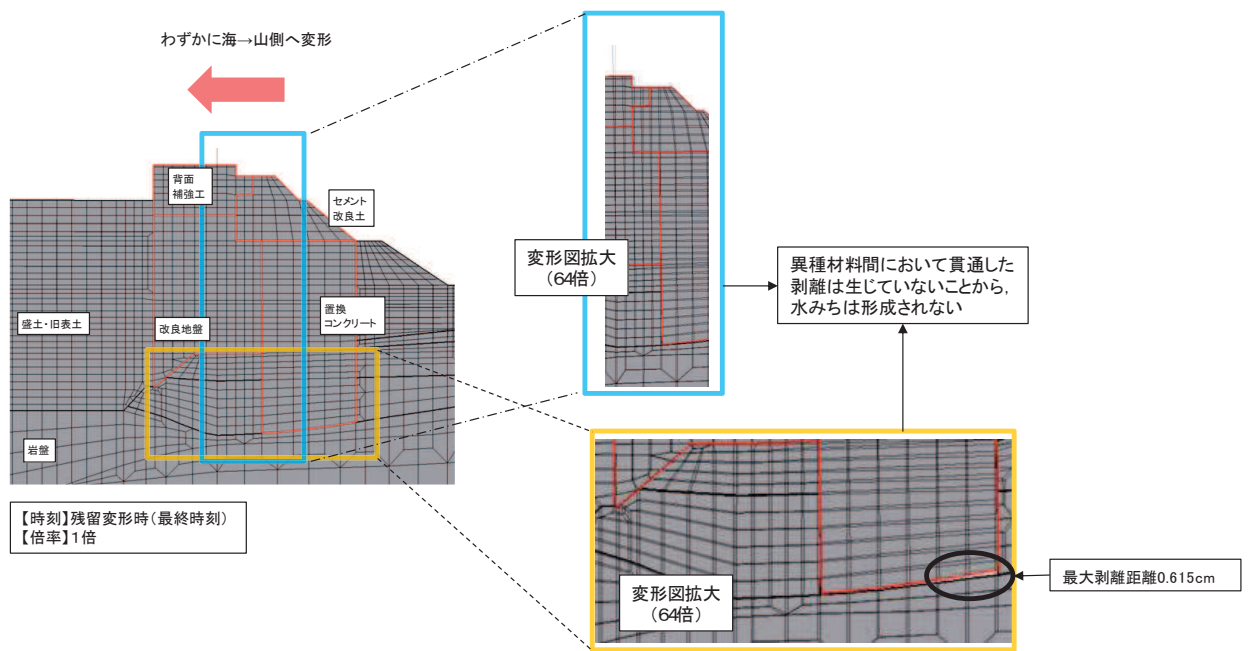 わずかに海→山側へ変形
背面
補強工
セメント
改良土
盛土・旧表土
改良地盤
置換
コンクリート
岩盤
【時刻】残留変形時(最終時刻)
【倍率】1倍
変形図拡大
(64倍)
異種材料間において貫通した
剥離は生じていないことから,
水みちは形成されない
変形図拡大
(64倍)
最大剥離距離0.615cm